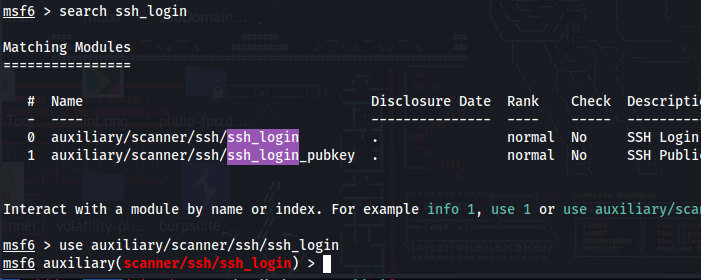 msf6 > search ssh_login
Matching Modules
================
# Name Disclosure Date Rank Check Descripti
- ---- --------------- ---- ----- ---------
0 auxiliary/scanner/ssh/ssh_login . normal No SSH Login
1 auxiliary/scanner/ssh/ssh_login_pubkey . normal No SSH Public
Interact with a module by name or index. For example info 1, use 1 or use auxiliary/sca
msf6 > use auxiliary/scanner/ssh/ssh_login
msf6 auxiliary(scanner/ssh/ssh_login) >